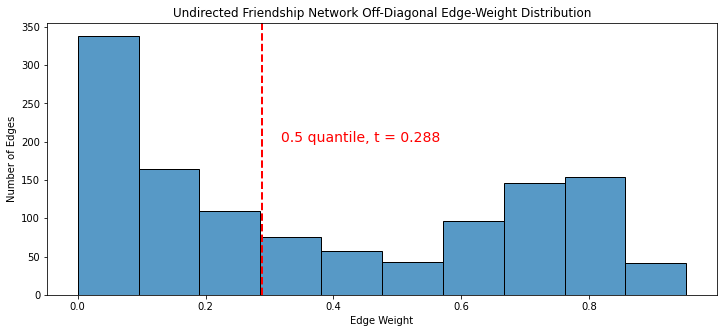 Undirected Friendship Network Off-Diagonal Edge-Weight Distribution
350
300
250
200
150
100
50
0
Number of Edges
0.5 quantile, t = 0.288
0.0 0.2 0.4 0.6 0.8
Edge Weight